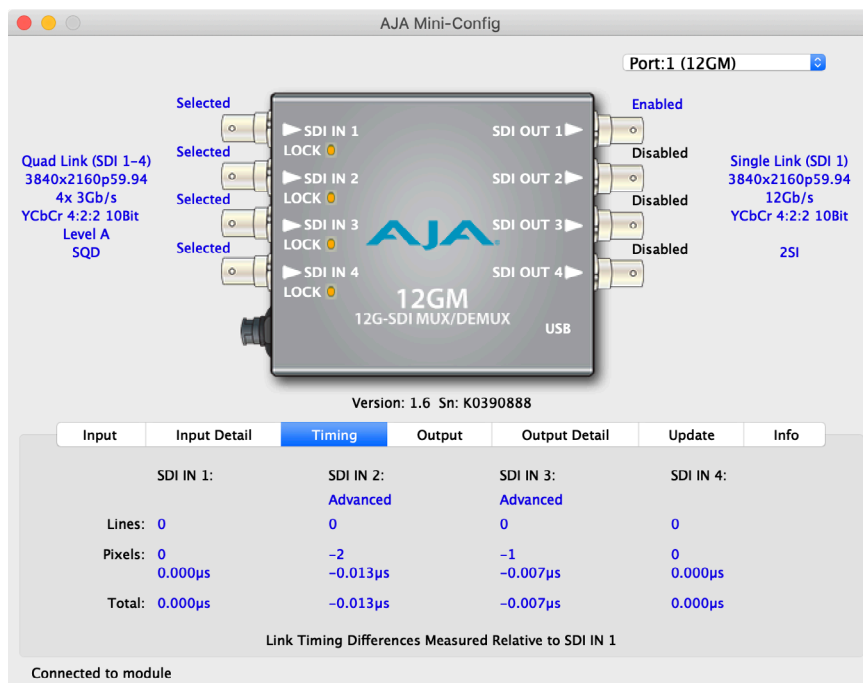 AJA Mini-Config
Port:1 (12GM)
Selected
Selected
Selected
Selected
Quad Link (SDI 1-4)
3840x2160p59.94
4x 3Gb/s
YCbCr 4:2:2 10Bit
Level A
SQD
SDI IN 1
LOCK
SDI IN 2
LOCK
SDI IN 3
LOCK
SDI IN 4
LOCK
SDI OUT 1
SDI OUT 2
SDI OUT 3
SDI OUT 4
AJA
12GM
12G-SDI MUX/DEMUX
USB
Enabled
Disabled
Disabled
Disabled
Single Link (SDI 1)
3840x2160p59.94
12Gb/s
YCbCr 4:2:2 10Bit
2SI
Version: 1.6 Sn: K0390888
Input Input Detail Timing Output Output Detail Update Info
SDI IN 1: SDI IN 2: SDI IN 3: SDI IN 4:
Advanced Advanced
Lines: 0 0 0 0
Pixels: 0 -2 -1 0
0.000µs -0.013µs -0.007µs 0.000µs
Total: 0.000µs -0.013µs -0.007µs 0.000µs
Link Timing Differences Measured Relative to SDI IN 1
Connected to module